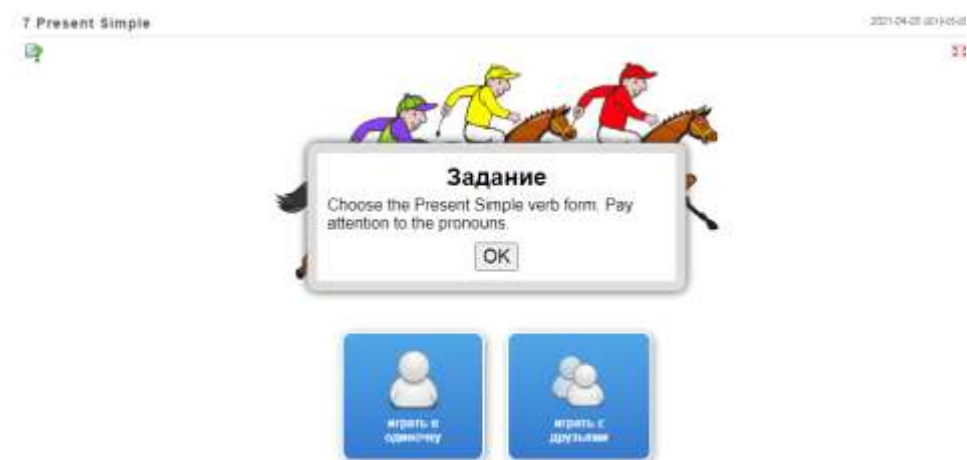 7 Present Simple
Задание
Choose the Present Simple verb form. Pay
attention to the pronouns.
OK
играть в
одиночку
играть с
друзьями